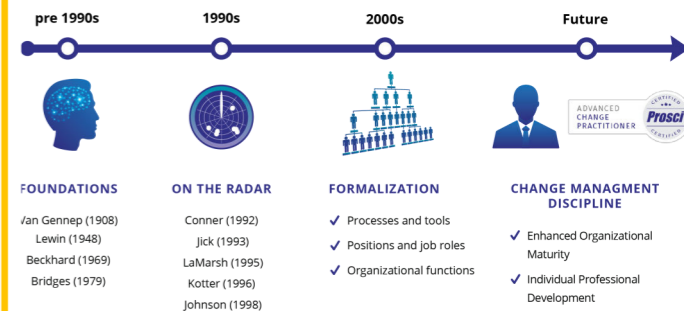 pre 1990s
1990s
2000s
Future
ADVANCED
CHANGE
PRACTITIONER
CERTIFIED
Prosci
CERTIFIED
FOUNDATIONS
Van Gennep (1908)
Lewin (1948)
Beckhard (1969)
Bridges (1979)
ON THE RADAR
Conner (1992)
Jick (1993)
LaMarsh (1995)
Kotter (1996)
Johnson (1998)
FORMALIZATION
✓ Processes and tools
✓ Positions and job roles
✓ Organizational functions
CHANGE MANAGMENT
DISCIPLINE
✓ Enhanced Organizational
Maturity
✓ Individual Professional
Development